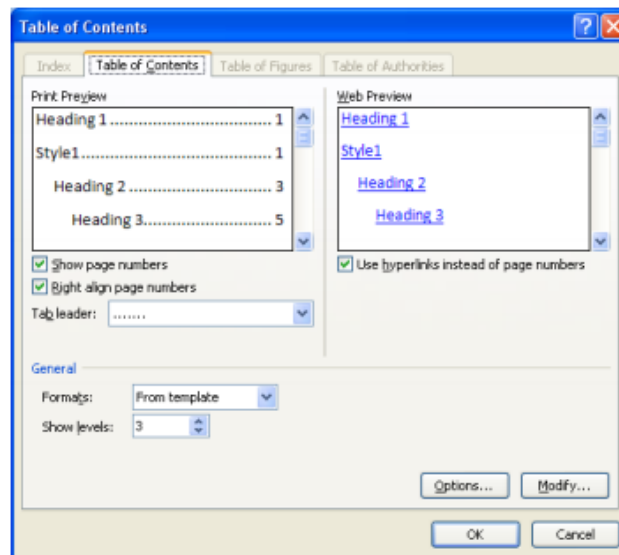 Table of Contents
Index Table of Contents Table of Figures Table of Authorities
Print Preview Web Preview
Heading 1..................................... 1
Style1........................................... 1
Heading 2 ................................ 3
Heading 3............................. 5
Heading 1
Style1
Heading 2
Heading 3
Show page numbers
Use hyperlinks instead of page numbers
Right align page numbers
Tab leader: .......
General
Formats: From template
Show levels: 3
Options... Modify...
OK Cancel